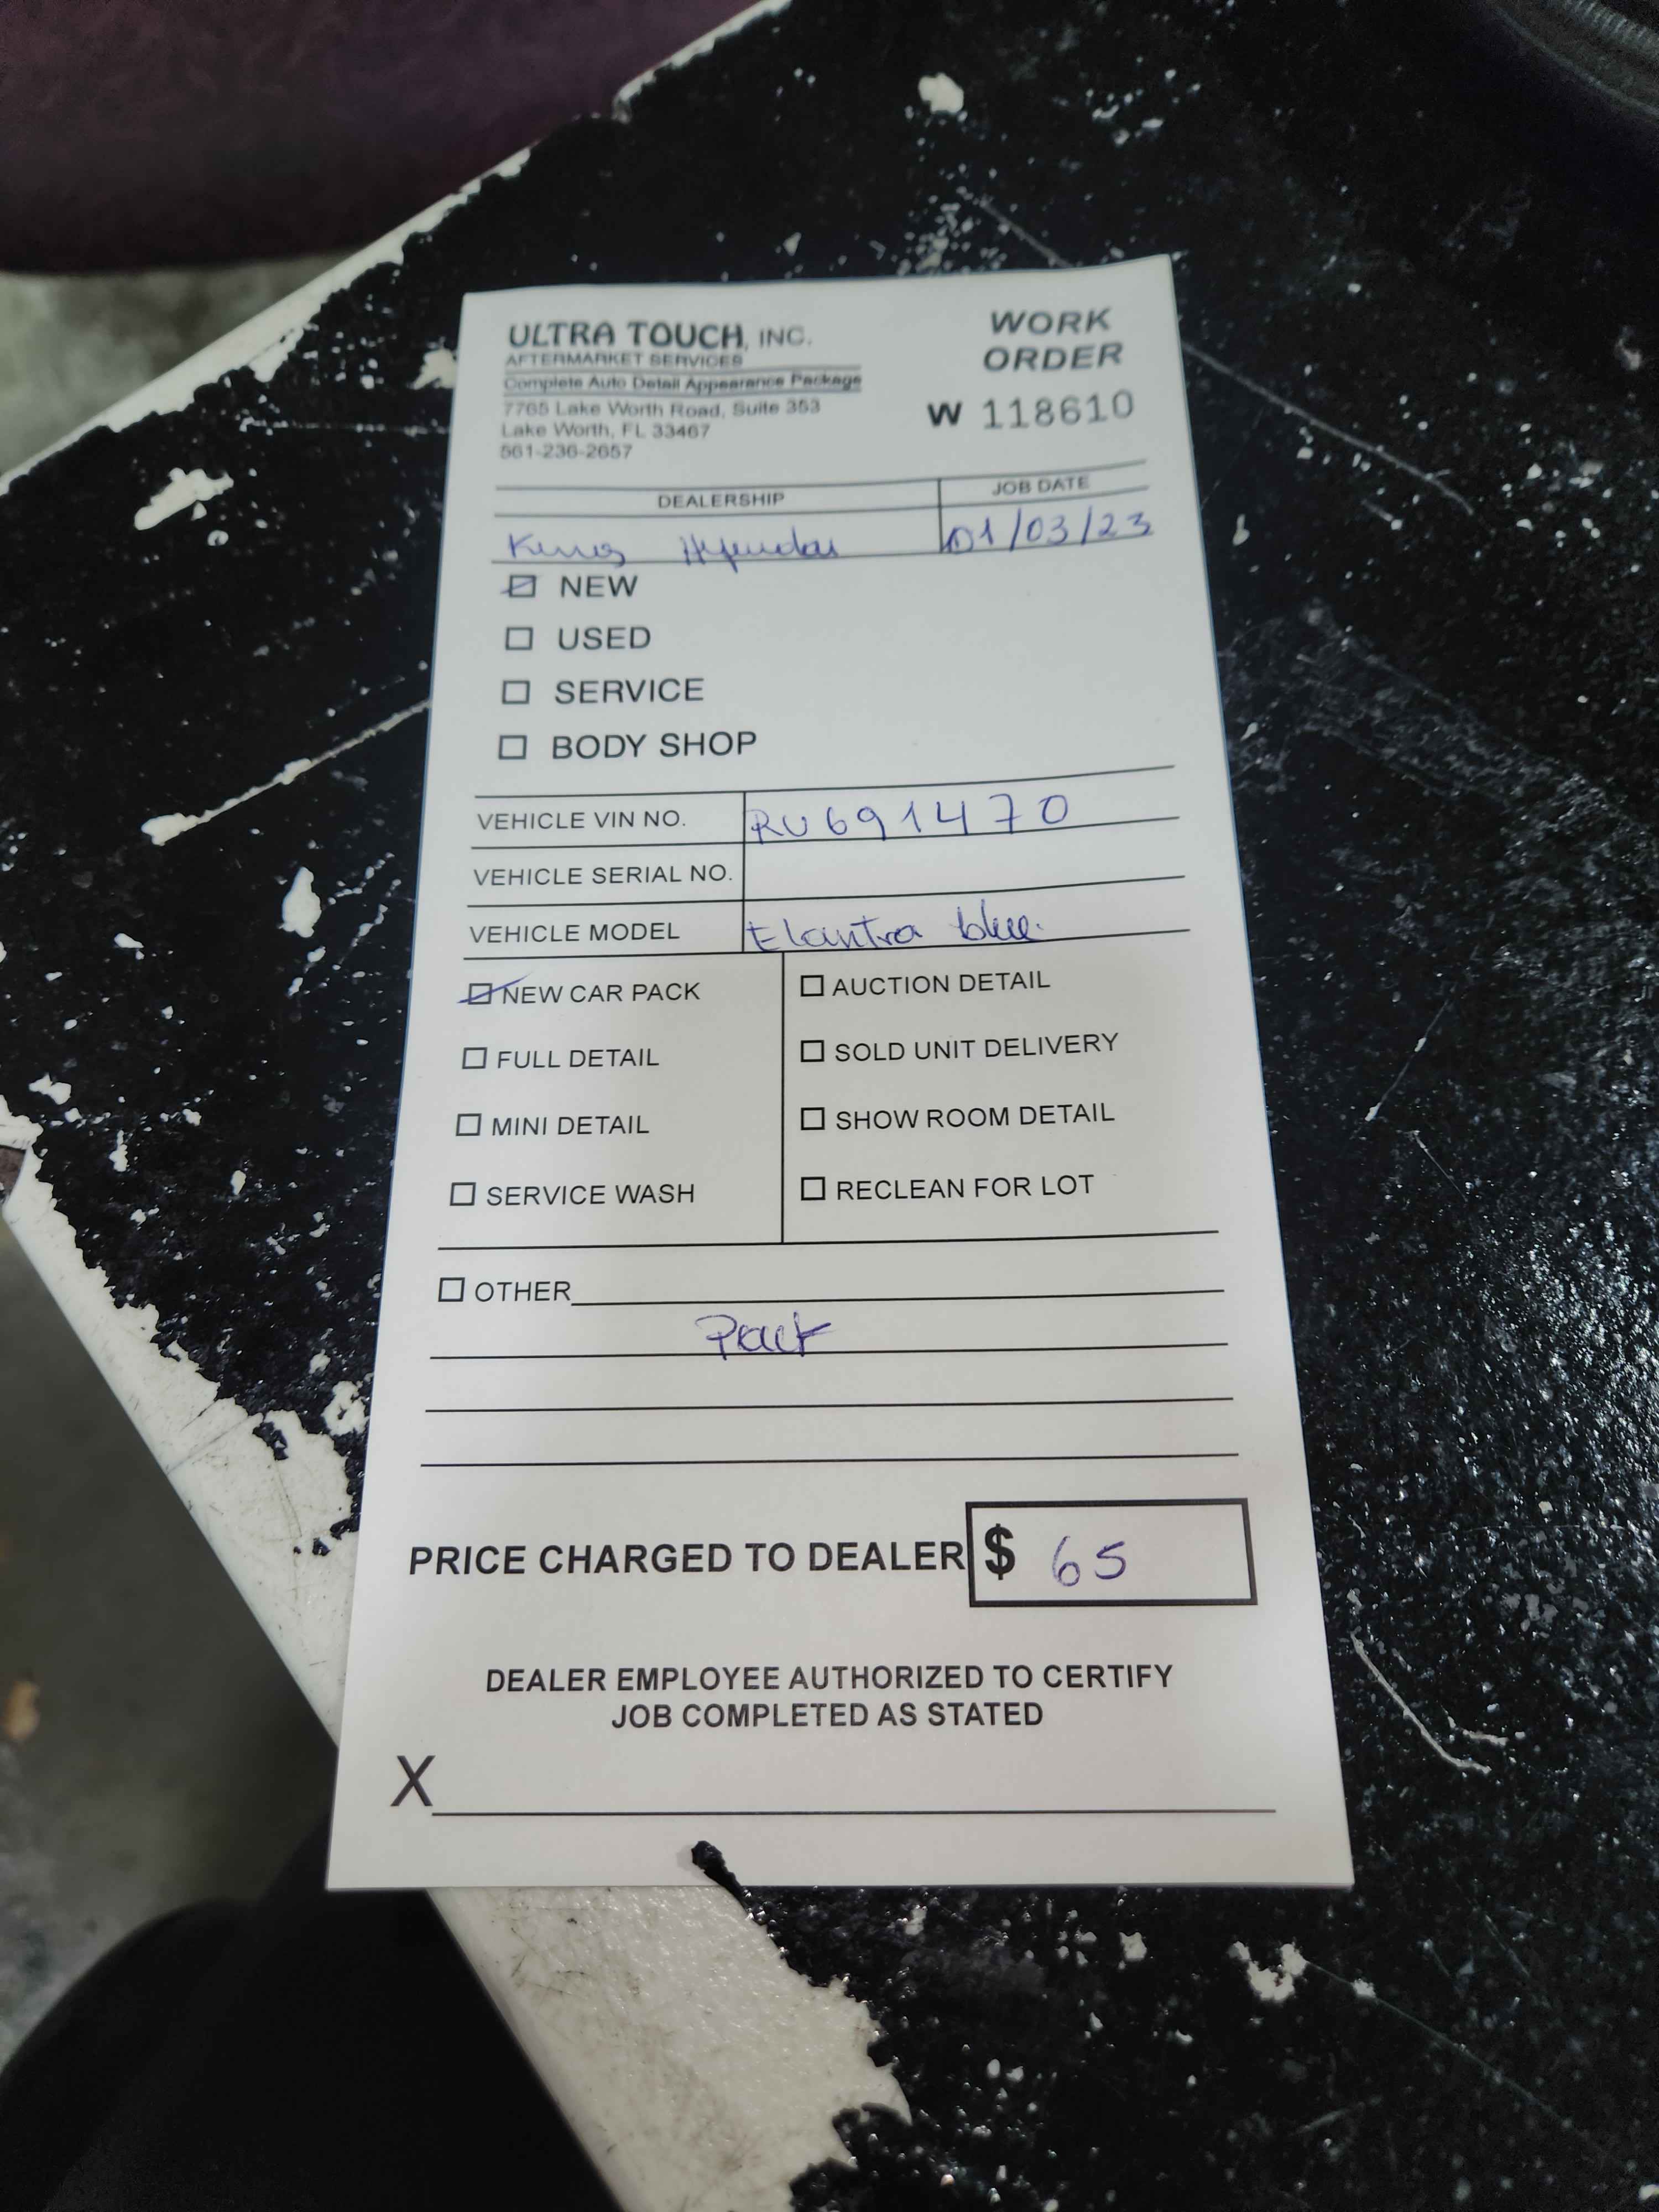 ULTRA TOUCH, INC.
AFTERMARKET SERVICES
Complete Auto Detail Appearance Package
7765 Lake Worth Road, Suite 353
Lake Worth, FL 33467
561-236-2657
WORK
ORDER
W 118610
DEALERSHIP JOB DATE
King Hyundai 01/03/23
NEW
USED
SERVICE
BODY SHOP
VEHICLE VIN NO. RU691470
VEHICLE SERIAL NO.
VEHICLE MODEL Elantra blue.
NEW CAR PACK
FULL DETAIL
MINI DETAIL
SERVICE WASH
AUCTION DETAIL
SOLD UNIT DELIVERY
SHOW ROOM DETAIL
RECLEAN FOR LOT
OTHER
Pack
PRICE CHARGED TO DEALER $ 65
DEALER EMPLOYEE AUTHORIZED TO CERTIFY
JOB COMPLETED AS STATED
X